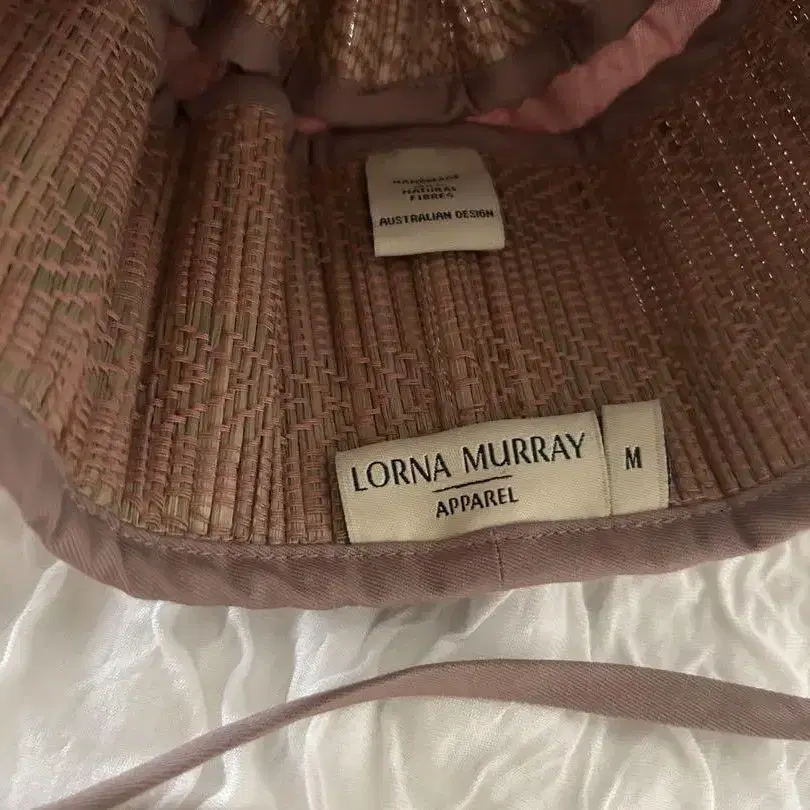 HANDMADE
NATURAL
FIBRES
AUSTRALIAN DESIGN
LORNA MURRAY
APPAREL
M